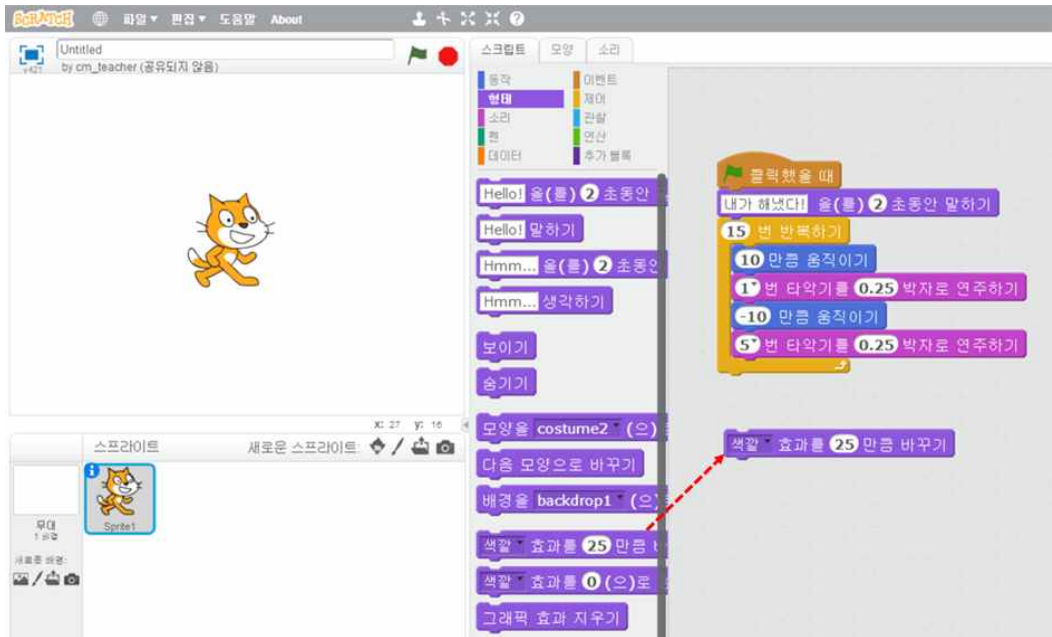 SCRATCH 파일▼ 편집▼ 도움말 About
Untitled
by cm_teacher (공유되지 않음)
v421
스크립트 모양 소리
동작 이벤트
형태 제어
소리 관찰
펜 연산
데이터 추가 블록
Hello! 을(를) 2 초동안
Hello! 말하기
Hmm... 을(를) 2 초동안
Hmm... 생각하기
보이기
숨기기
모양을 costume2 (으)
다음 모양으로 바꾸기
배경을 backdrop1 (으)
색깔 효과를 25 만큼
색깔 효과를 0 (으)로
그래픽 효과 지우기
클릭했을 때
내가 해냈다! 을(를) 2 초동안 말하기
15 번 반복하기
10 만큼 움직이기
1 번 타악기를 0.25 박자로 연주하기
-10 만큼 움직이기
5 번 타악기를 0.25 박자로 연주하기
색깔 효과를 25 만큼 바꾸기
x: 27 y: 16
스프라이트 새로운 스프라이트:
Sprite1
무대
1 배경
새로운 배경: